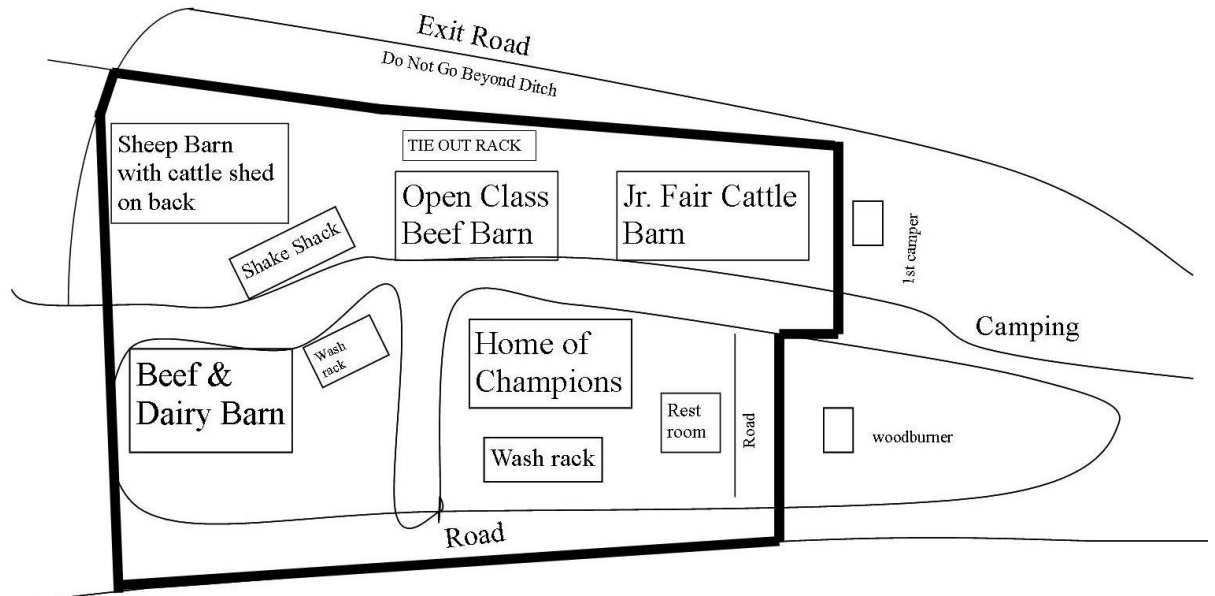 Exit Road
Do Not Go Beyond Ditch
Sheep Barn
with cattle shed
on back
TIE OUT RACK
Open Class
Beef Barn
Jr. Fair Cattle
Barn
1st camper
Shake Shack
Camping
Wash
rack
Home of
Champions
Beef &
Dairy Barn
Rest
room
Road
woodburner
Wash rack
Road